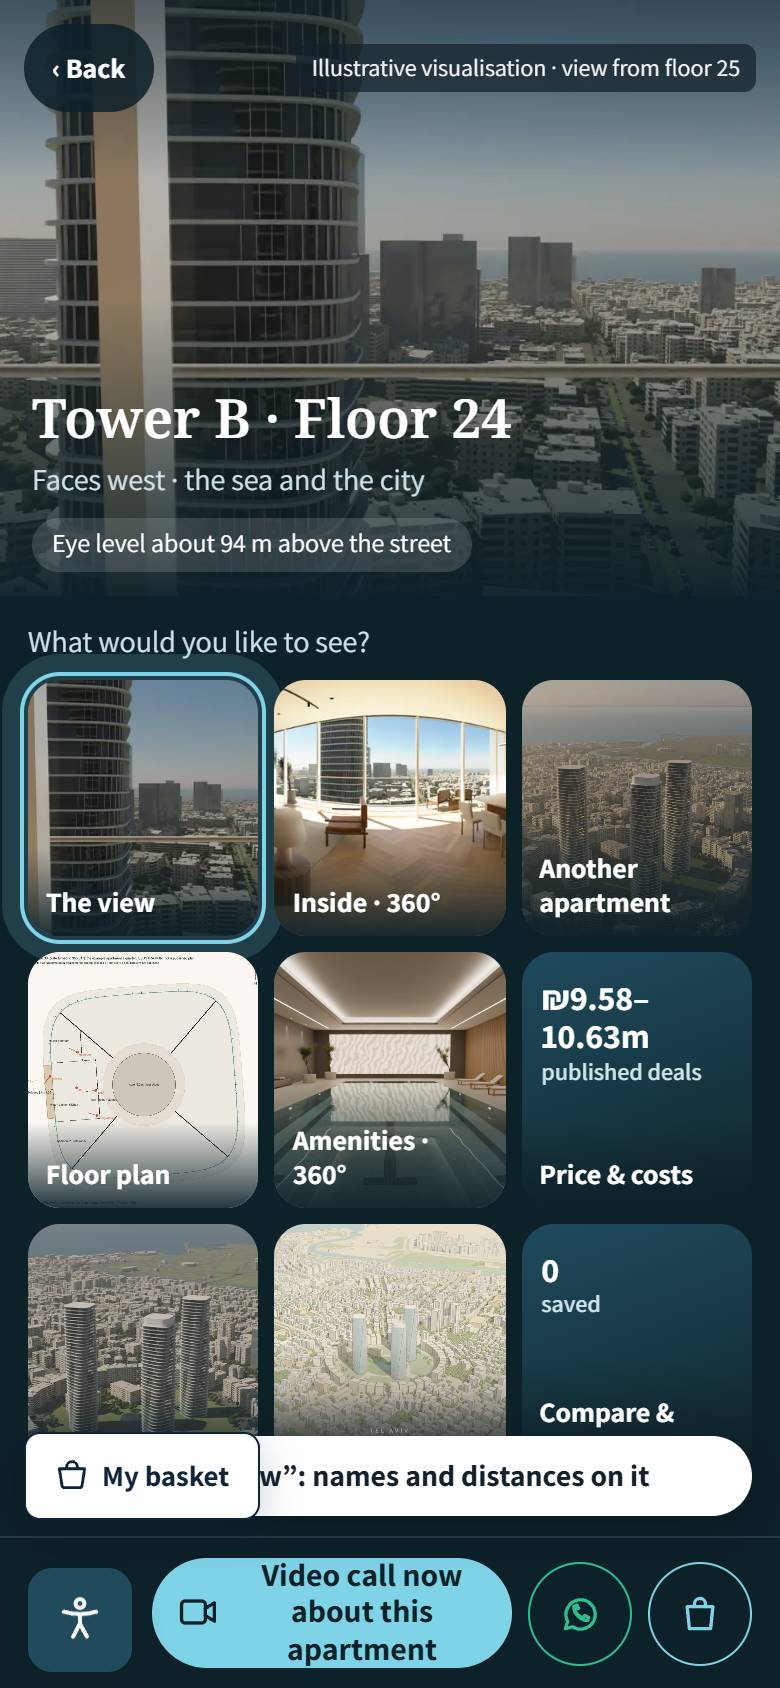 ‹ Back
Illustrative visualisation · view from floor 25
Tower B · Floor 24
Faces west · the sea and the city
Eye level about 94 m above the street
What would you like to see?
The view
Inside · 360°
Another
apartment
Floor plan
Amenities ·
360°
₪9.58–
10.63m
published deals
Price & costs
TEL AVIV
0
saved
Compare &
My basket
w”: names and distances on it
Video call now
about this
apartment